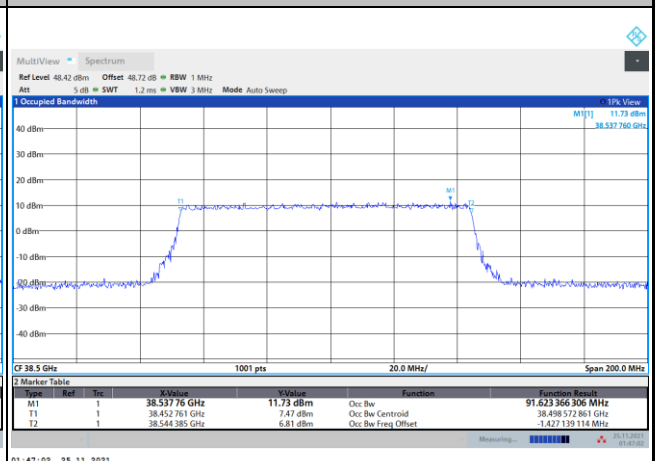 MultiView Spectrum
Ref Level 48.42 dBm Offset 48.72 dB RBW 1 MHz
Att 5 dB SWT 1.2 ms VBW 3 MHz Mode Auto Sweep
1 Occupied Bandwidth 1Pk View
M1[1] 11.73 dBm
38.537 760 GHz
40 dBm
30 dBm
20 dBm
M1
T1 T2
10 dBm
0 dBm
-10 dBm
-20 dBm
-30 dBm
-40 dBm
CF 38.5 GHz 1001 pts 20.0 MHz/ Span 200.0 MHz
2 Marker Table
Type Ref Trc X-Value Y-Value Function Function Result
M1 1 38.537 76 GHz 11.73 dBm Occ Bw 91.623 366 306 MHz
T1 1 38.452 761 GHz 7.47 dBm Occ Bw Centroid 38.498 572 861 GHz
T2 1 38.544 385 GHz 6.81 dBm Occ Bw Freq Offset -1.427 139 114 MHz
Measuring... 25.11.2021
01:47:02
01:47:03 25.11.2021